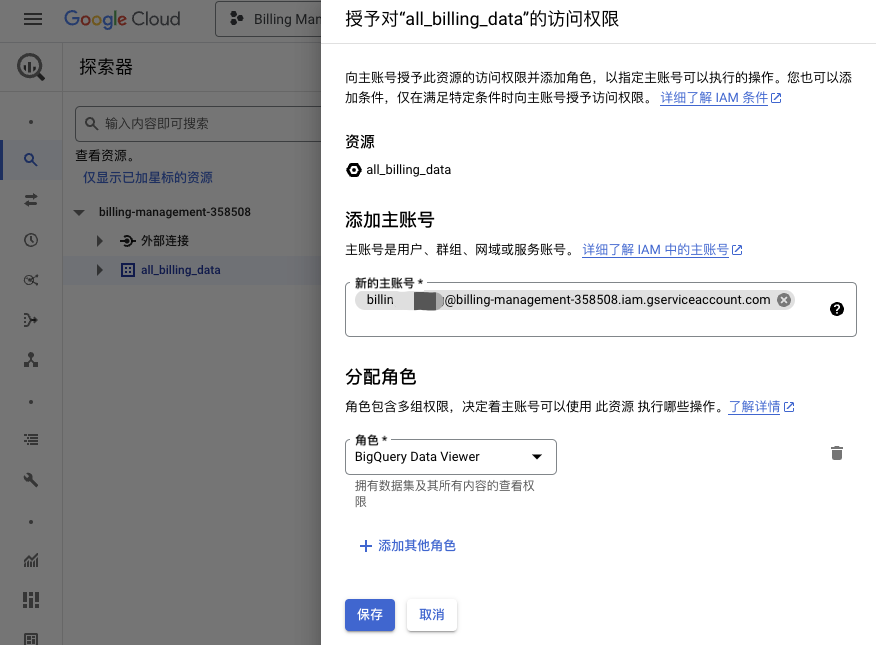 Google Cloud
Billing Man
授予对“all_billing_data”的访问权限
探索器
向主账号授予此资源的访问权限并添加角色，以指定主账号可以执行的操作。您也可以添
加条件，仅在满足特定条件时向主账号授予访问权限。 详细了解 IAM 条件
输入内容即可搜索
查看资源。
仅显示已加星标的资源
billing-management-358508
外部连接
all_billing_data
资源
all_billing_data
添加主账号
主账号是用户、群组、网域或服务账号。 详细了解 IAM 中的主账号
新的主账号 *
billin g@billing-management-358508.iam.gserviceaccount.com
分配角色
角色包含多组权限，决定着主账号可以使用 此资源 执行哪些操作。了解详情
角色 *
BigQuery Data Viewer
拥有数据集及其所有内容的查看权
限
添加其他角色
保存
取消